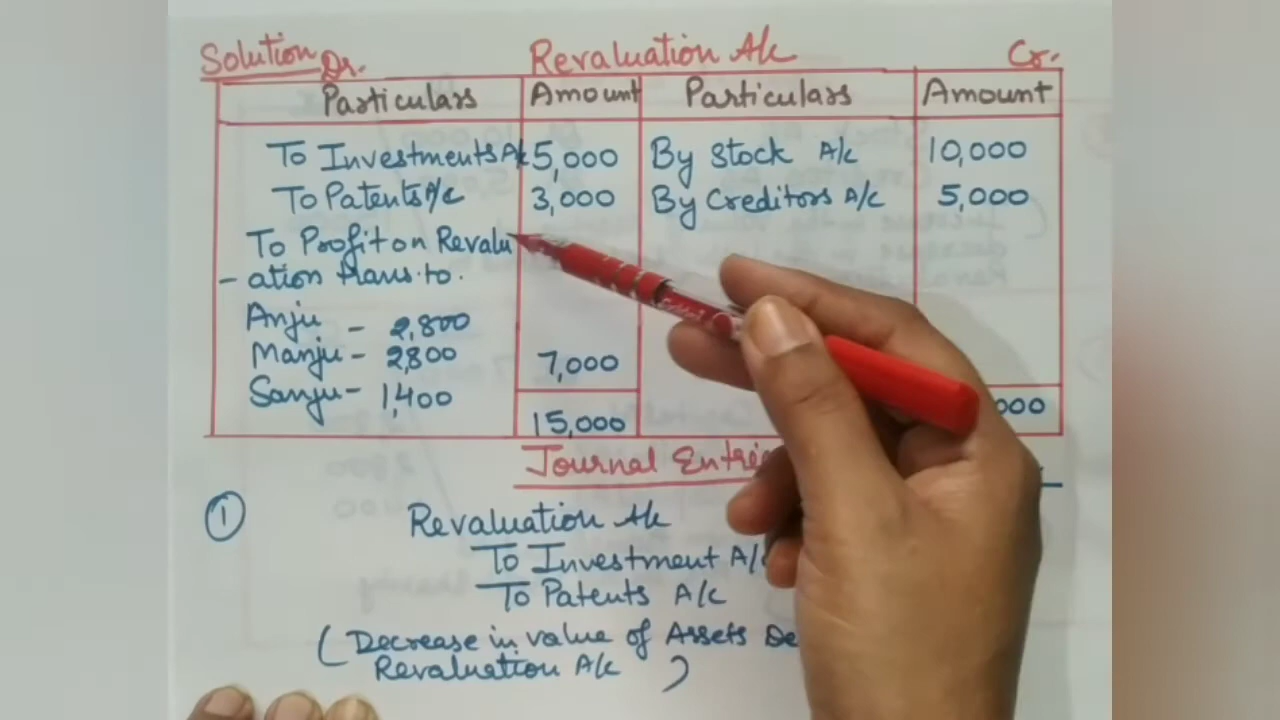 Solution Dr. Revaluation A/c Cr.
Particulars Amount Particulars Amount
To Investments A/c 5,000 By Stock A/c 10,000
To Patents A/c 3,000 By Creditors A/c 5,000
To Profit on Revalu
-ation trans. to.
Anju - 2,800
Manju - 2,800 7,000
Sanju - 1,400
15,000 000
Journal Entrie
1 Revaluation A/c
To Investment A/c
To Patents A/c
(Decrease in value of Assets De
Revaluation A/c )